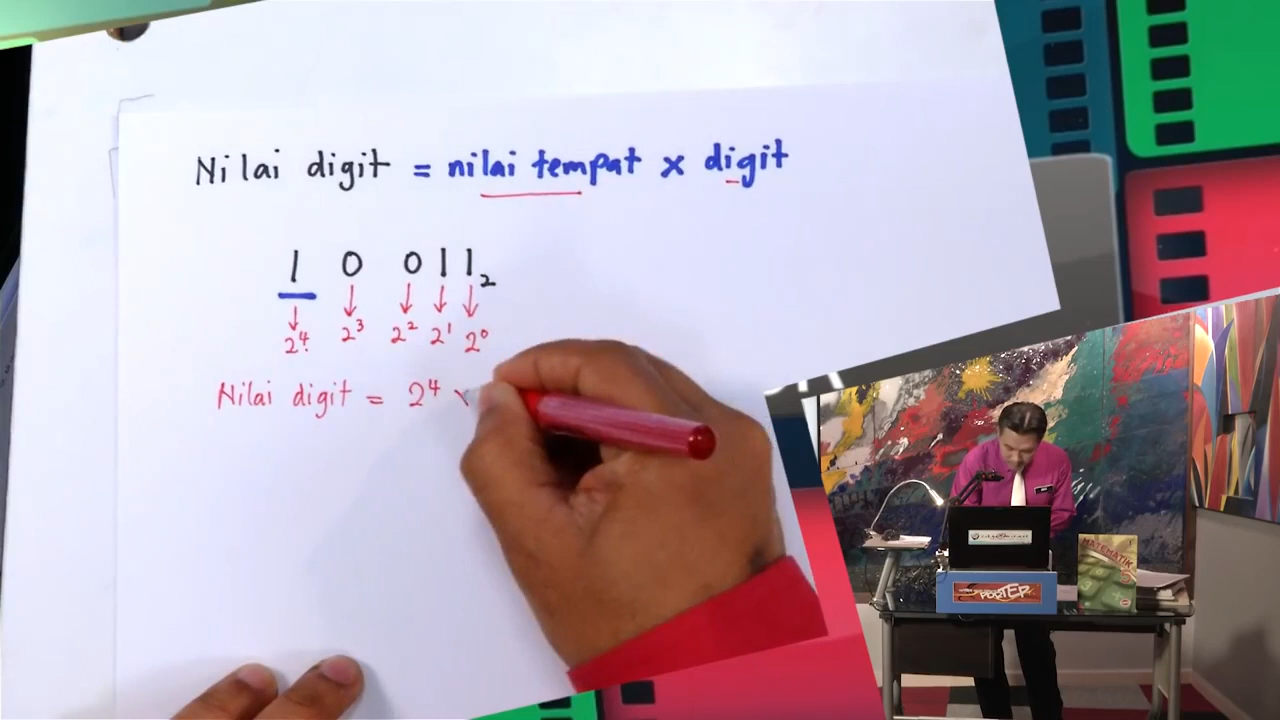 Nilai digit = nilai tempat x digit
1 0 0 1 1₂
2⁴ 2³ 2² 2¹ 2⁰
Nilai digit = 2⁴ ×
MATEMATIK